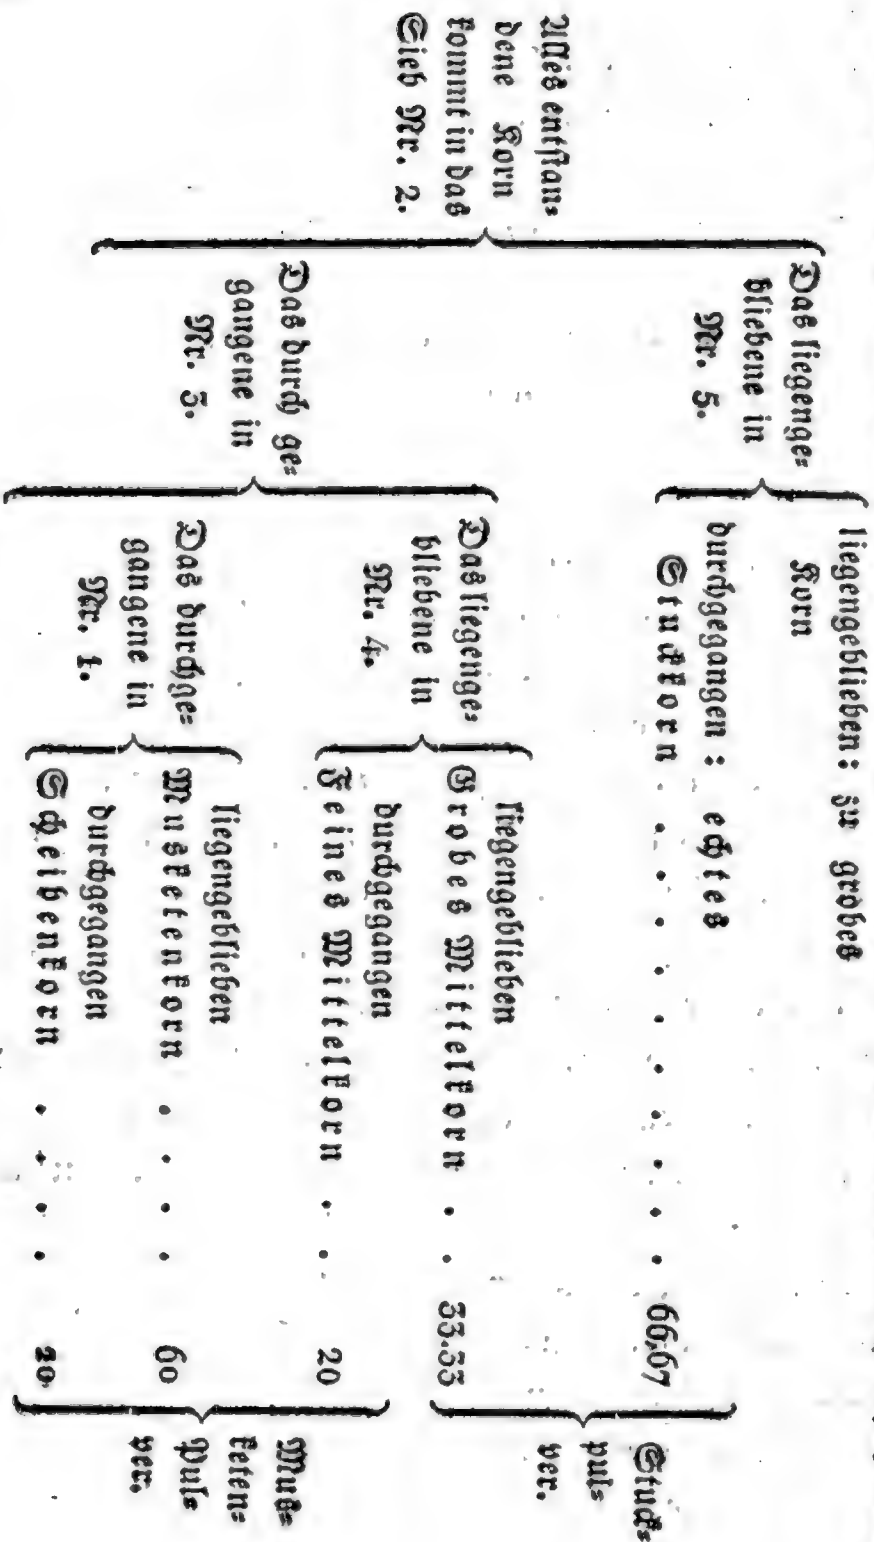 Alles entstan-
dene Korn
kommt in das
Sieb Nr. 2.
Das liegenge-
bliebene in
Nr. 5.
liegengeblieben: zu grobes
Korn
durchgegangen: echtes
Stuckkorn . . . . . . . . . . 66,67
Stuck-
pul-
ver.
Das durch ge-
gangene in
Nr. 3.
Das liegenge-
bliebene in
Nr. 4.
liegengeblieben
Grobes Mittelkorn . . 33.33
durchgegangen
Feines Mittelkorn . . 20
Das durchge-
gangene in
Nr. 1.
liegengeblieben
Musketenkorn . . . . 60
durchgegangen
Scheibenkorn . . . . 20
Mus-
keten-
Pul-
ver.